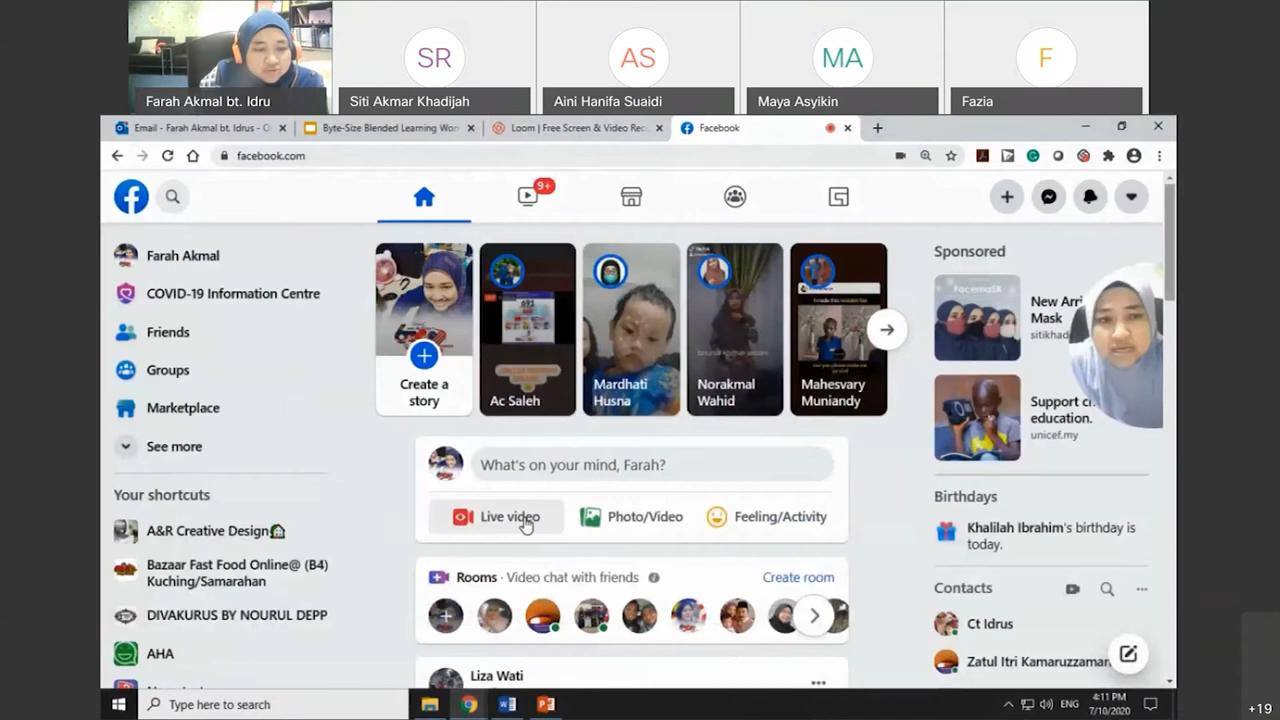 SR
AS
MA
F
Farah Akmal bt. Idru
Siti Akmar Khadijah
Aini Hanifa Suaidi
Maya Asyikin
Fazia
Email - Farah Akmal bt. Idrus - O
Byte-Size Blended Learning Wor
Loom | Free Screen & Video Rec
Facebook
facebook.com
9+
Farah Akmal
COVID-19 Information Centre
Friends
Groups
Marketplace
See more
Your shortcuts
A&R Creative Design
Bazaar Fast Food Online@ (B4)
Kuching/Samarahan
DIVAKURUS BY NOURUL DEPP
AHA
Create a
story
Ac Saleh
Mardhati
Husna
Norakmal
Wahid
Mahesvary
Muniandy
What's on your mind, Farah?
Live video
Photo/Video
Feeling/Activity
Rooms · Video chat with friends
Create room
Liza Wati
Sponsored
New Arri
Mask
sitikhadi
Support c
education.
unicef.my
Birthdays
Khalilah Ibrahim's birthday is
today.
Contacts
Ct Idrus
Zatul Itri Kamaruzzaman
Type here to search
ENG
4:11 PM
7/10/2020
+19